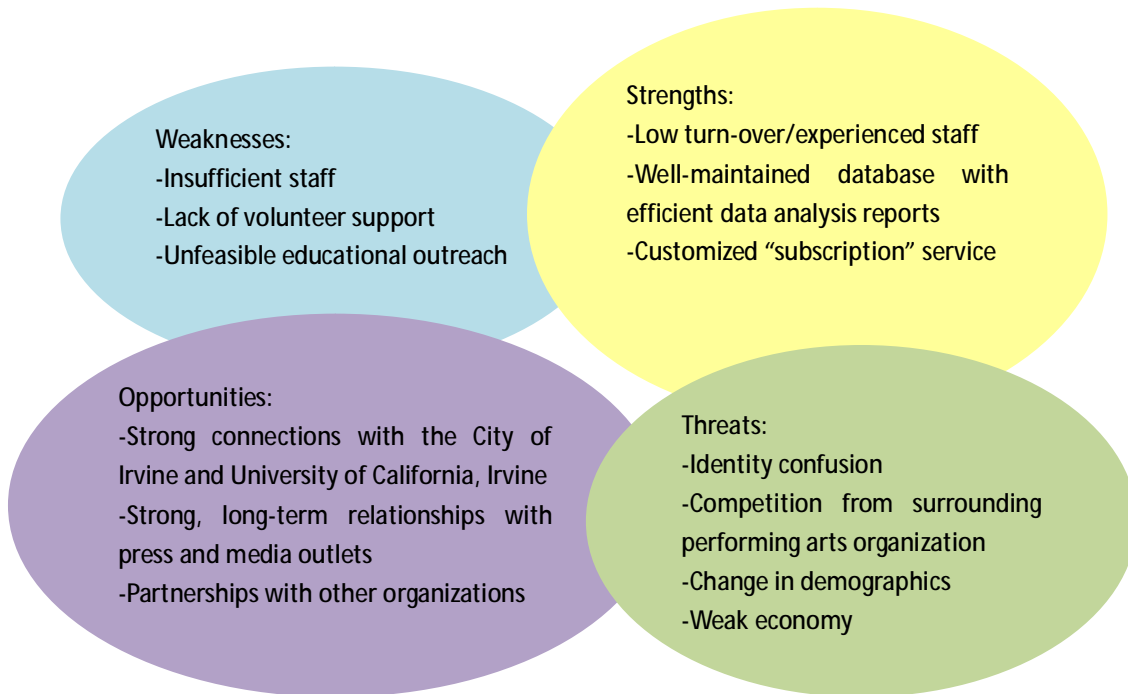 Weaknesses:
-Insufficient staff
-Lack of volunteer support
-Unfeasible educational outreach
Strengths:
-Low turn-over/experienced staff
-Well-maintained database with
efficient data analysis reports
-Customized “subscription” service
Opportunities:
-Strong connections with the City of
Irvine and University of California, Irvine
-Strong, long-term relationships with
press and media outlets
-Partnerships with other organizations
Threats:
-Identity confusion
-Competition from surrounding
performing arts organization
-Change in demographics
-Weak economy